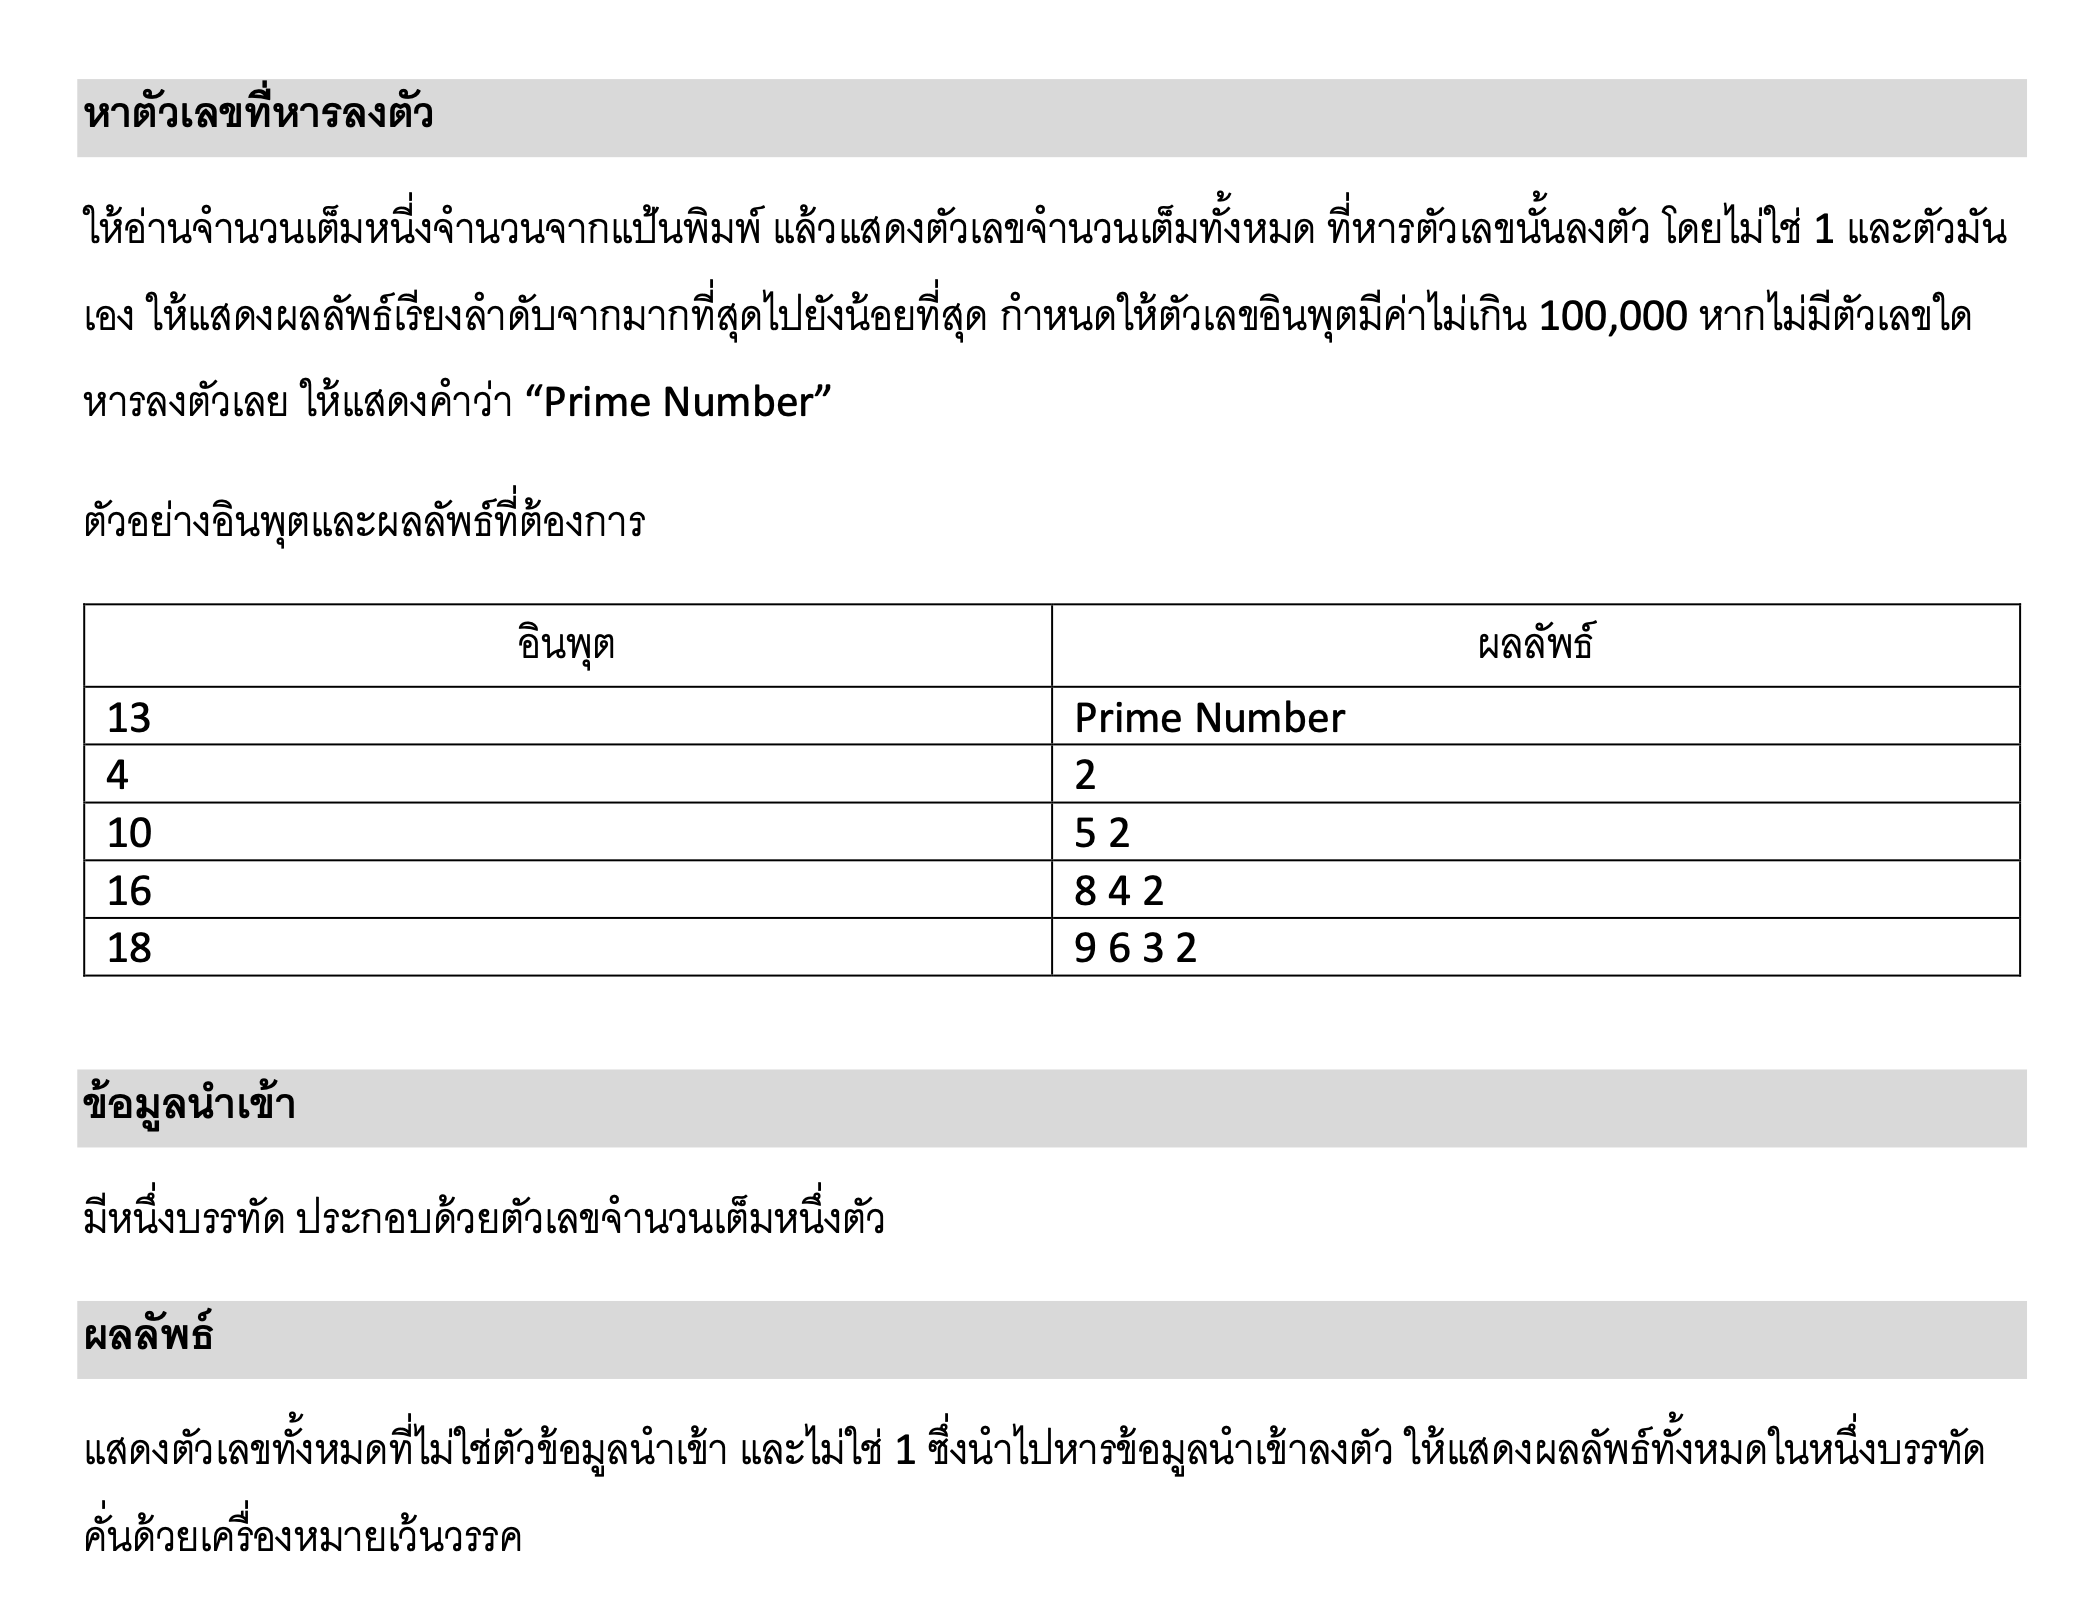 หาตัวเลขที่หารลงตัว
ให้อ่านจำนวนเต็มหนี่งจำนวนจากแป้นพิมพ์ แล้วแสดงตัวเลขจำนวนเต็มทั้งหมด ที่หารตัวเลขนั้นลงตัว โดยไม่ใช่ 1 และตัวมัน
เอง ให้แสดงผลลัพธ์เรียงลำดับจากมากที่สุดไปยังน้อยที่สุด กำหนดให้ตัวเลขอินพุตมีค่าไม่เกิน 100,000 หากไม่มีตัวเลขใด
หารลงตัวเลย ให้แสดงคำว่า “Prime Number”
ตัวอย่างอินพุตและผลลัพธ์ที่ต้องการ
อินพุต ผลลัพธ์
13 Prime Number
4 2
10 5 2
16 8 4 2
18 9 6 3 2
ข้อมูลนำเข้า
มีหนึ่งบรรทัด ประกอบด้วยตัวเลขจำนวนเต็มหนึ่งตัว
ผลลัพธ์
แสดงตัวเลขทั้งหมดที่ไม่ใช่ตัวข้อมูลนำเข้า และไม่ใช่ 1 ซึ่งนำไปหารข้อมูลนำเข้าลงตัว ให้แสดงผลลัพธ์ทั้งหมดในหนึ่งบรรทัด
คั่นด้วยเครื่องหมายเว้นวรรค